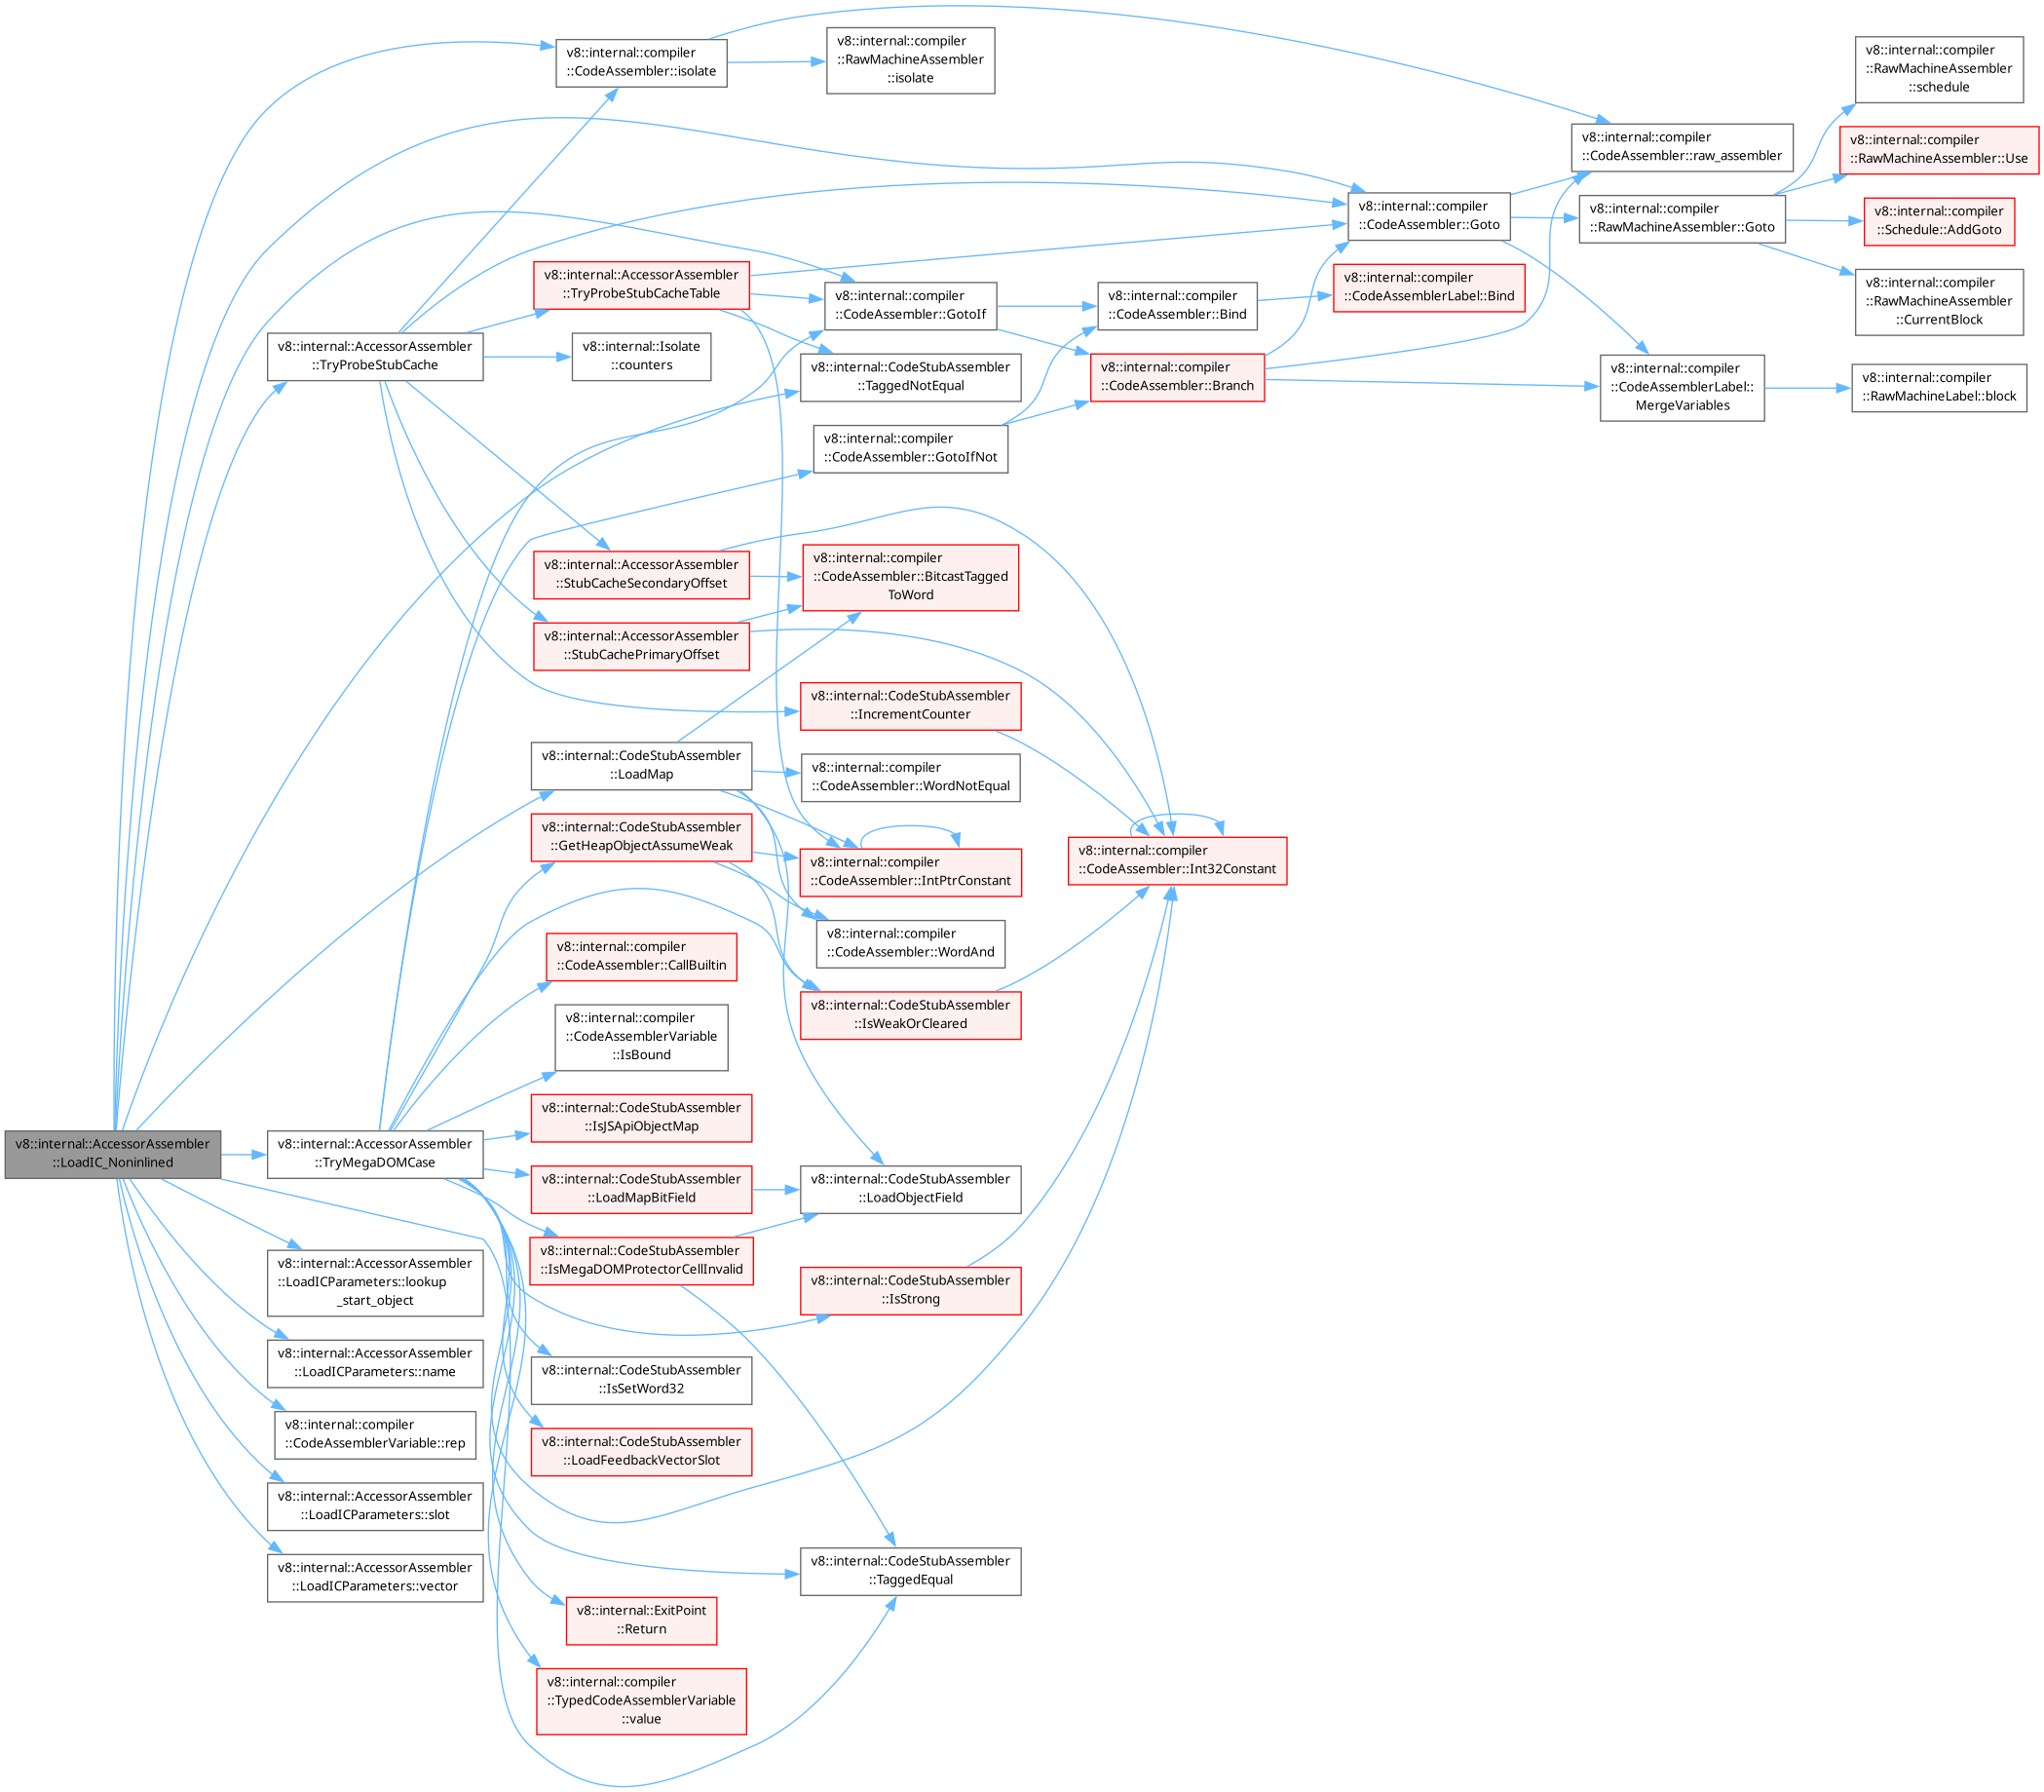 v8::internal::AccessorAssembler
::LoadIC_Noninlined
v8::internal::AccessorAssembler
::TryProbeStubCache
v8::internal::AccessorAssembler
::TryMegaDOMCase
v8::internal::AccessorAssembler
::LoadICParameters::lookup
_start_object
v8::internal::AccessorAssembler
::LoadICParameters::name
v8::internal::compiler
::CodeAssemblerVariable::rep
v8::internal::AccessorAssembler
::LoadICParameters::slot
v8::internal::AccessorAssembler
::LoadICParameters::vector
v8::internal::compiler
::CodeAssembler::isolate
v8::internal::AccessorAssembler
::TryProbeStubCacheTable
v8::internal::Isolate
::counters
v8::internal::AccessorAssembler
::StubCacheSecondaryOffset
v8::internal::AccessorAssembler
::StubCachePrimaryOffset
v8::internal::CodeStubAssembler
::LoadMap
v8::internal::CodeStubAssembler
::GetHeapObjectAssumeWeak
v8::internal::compiler
::CodeAssembler::CallBuiltin
v8::internal::compiler
::CodeAssemblerVariable
::IsBound
v8::internal::CodeStubAssembler
::IsJSApiObjectMap
v8::internal::CodeStubAssembler
::LoadMapBitField
v8::internal::CodeStubAssembler
::IsMegaDOMProtectorCellInvalid
v8::internal::CodeStubAssembler
::IsSetWord32
v8::internal::CodeStubAssembler
::LoadFeedbackVectorSlot
v8::internal::ExitPoint
::Return
v8::internal::compiler
::TypedCodeAssemblerVariable
::value
v8::internal::compiler
::RawMachineAssembler
::isolate
v8::internal::compiler
::CodeAssembler::GotoIf
v8::internal::CodeStubAssembler
::TaggedNotEqual
v8::internal::compiler
::CodeAssembler::GotoIfNot
v8::internal::compiler
::CodeAssembler::BitcastTagged
ToWord
v8::internal::CodeStubAssembler
::IncrementCounter
v8::internal::compiler
::CodeAssembler::WordNotEqual
v8::internal::compiler
::CodeAssembler::IntPtrConstant
v8::internal::compiler
::CodeAssembler::WordAnd
v8::internal::CodeStubAssembler
::IsWeakOrCleared
v8::internal::CodeStubAssembler
::LoadObjectField
v8::internal::CodeStubAssembler
::IsStrong
v8::internal::CodeStubAssembler
::TaggedEqual
v8::internal::compiler
::CodeAssembler::Bind
v8::internal::compiler
::CodeAssembler::Branch
v8::internal::compiler
::CodeAssembler::Int32Constant
v8::internal::compiler
::CodeAssembler::Goto
v8::internal::compiler
::CodeAssemblerLabel::Bind
v8::internal::compiler
::CodeAssembler::raw_assembler
v8::internal::compiler
::RawMachineAssembler::Goto
v8::internal::compiler
::CodeAssemblerLabel::
MergeVariables
v8::internal::compiler
::RawMachineAssembler
::schedule
v8::internal::compiler
::RawMachineAssembler::Use
v8::internal::compiler
::Schedule::AddGoto
v8::internal::compiler
::RawMachineAssembler
::CurrentBlock
v8::internal::compiler
::RawMachineLabel::block